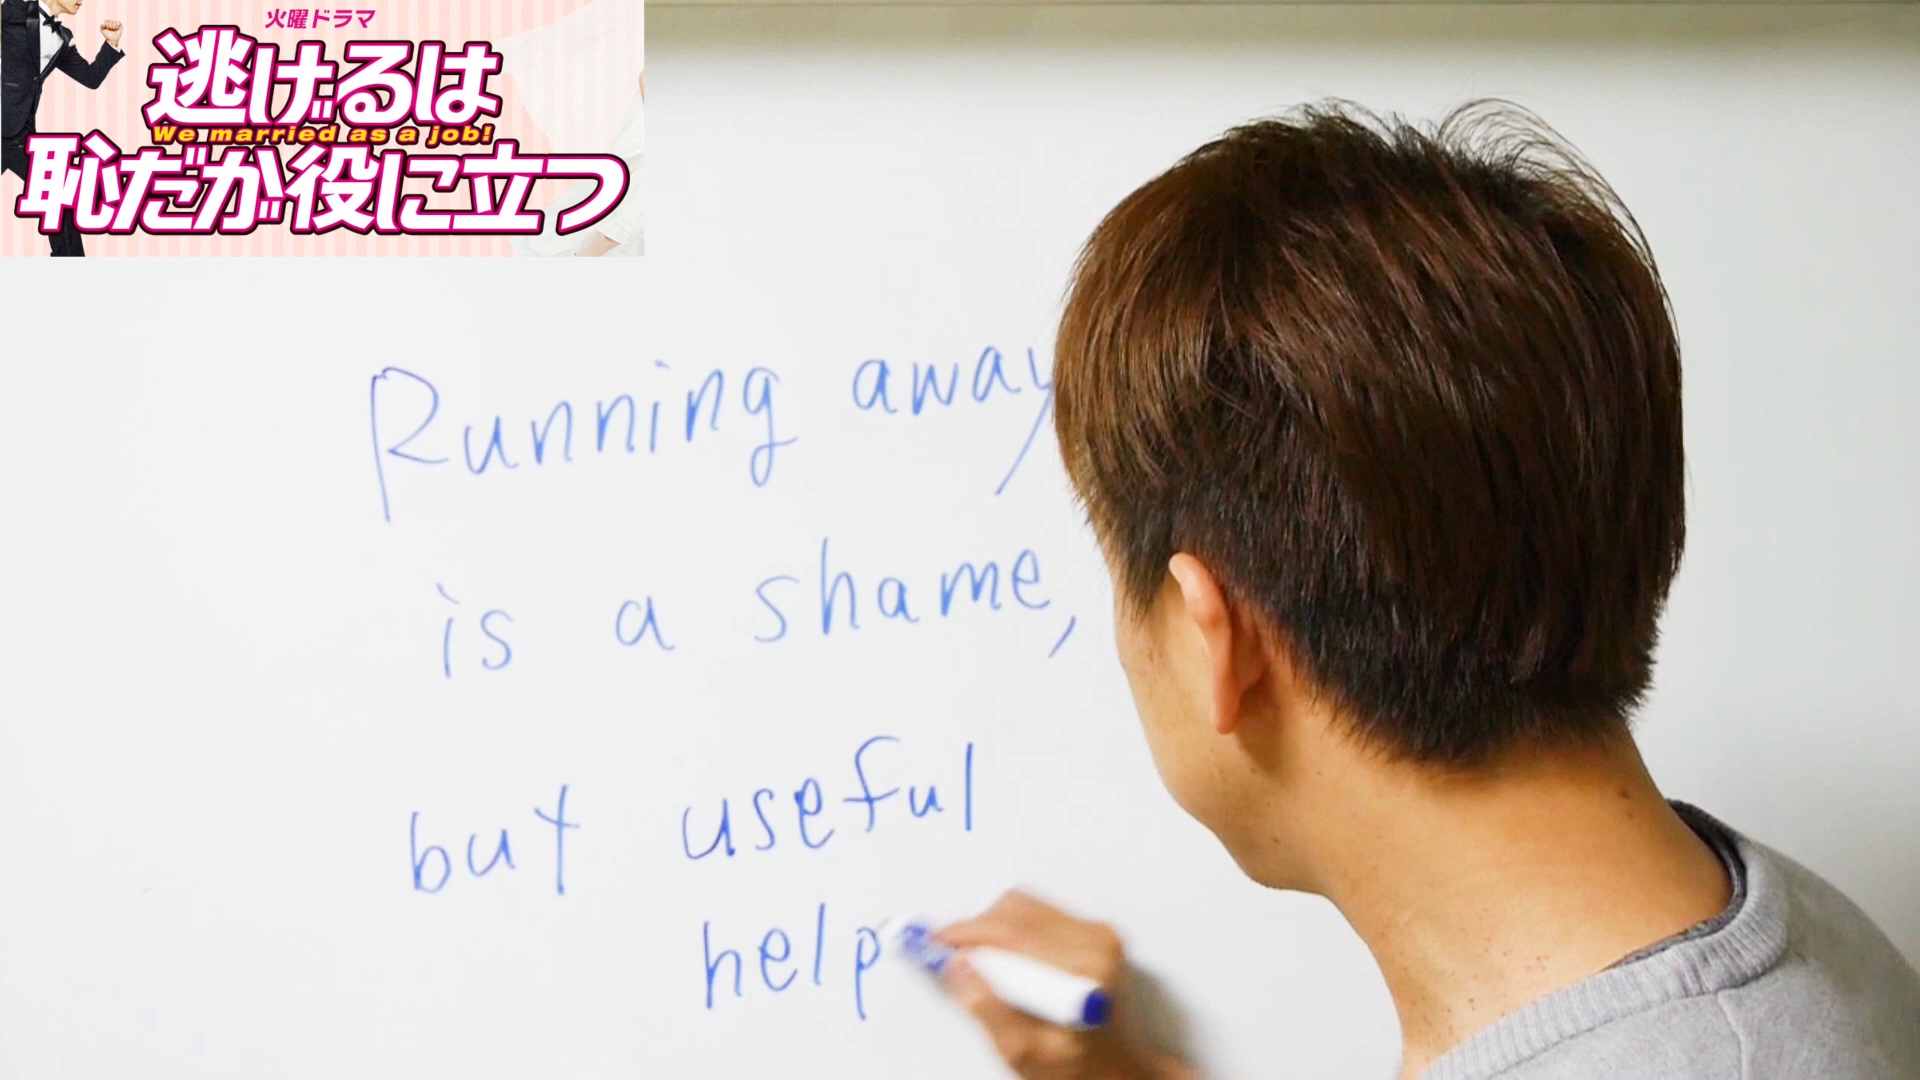 火曜ドラマ
逃げるは
We married as a job!
恥だが役に立つ
Running away
is a shame,
but useful
help